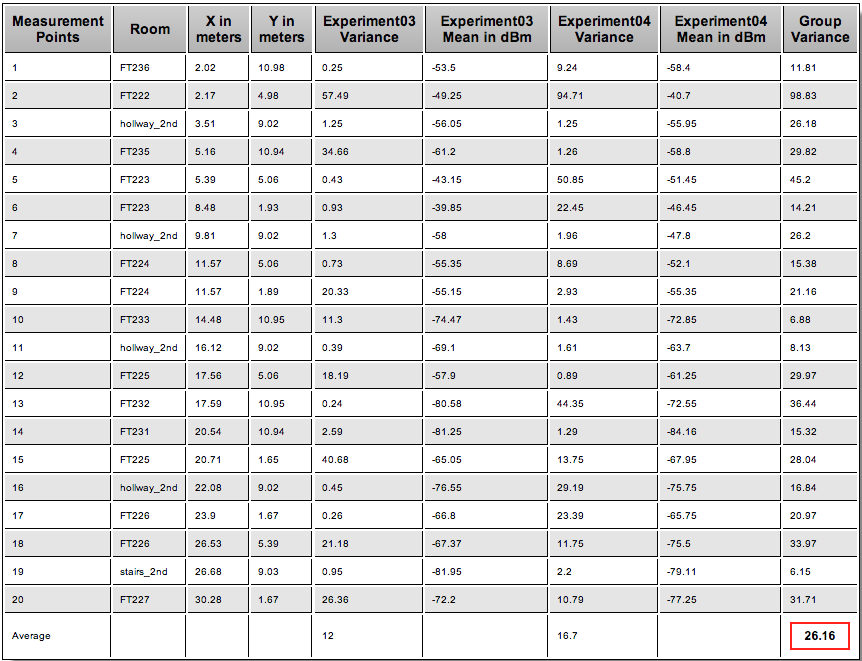 Measurement Points Room X in meters Y in meters Experiment03 Variance Experiment03 Mean in dBm Experiment04 Variance Experiment04 Mean in dBm Group Variance
1 FT236 2.02 10.98 0.25 -53.5 9.24 -58.4 11.81
2 FT222 2.17 4.98 57.49 -49.25 94.71 -40.7 98.83
3 hollway_2nd 3.51 9.02 1.25 -56.05 1.25 -55.95 26.18
4 FT235 5.16 10.94 34.66 -61.2 1.26 -58.8 29.82
5 FT223 5.39 5.06 0.43 -43.15 50.85 -51.45 45.2
6 FT223 8.48 1.93 0.93 -39.85 22.45 -46.45 14.21
7 hollway_2nd 9.81 9.02 1.3 -58 1.96 -47.8 26.2
8 FT224 11.57 5.06 0.73 -55.35 8.69 -52.1 15.38
9 FT224 11.57 1.89 20.33 -55.15 2.93 -55.35 21.16
10 FT233 14.48 10.95 11.3 -74.47 1.43 -72.85 6.88
11 hollway_2nd 16.12 9.02 0.39 -69.1 1.61 -63.7 8.13
12 FT225 17.56 5.06 18.19 -57.9 0.89 -61.25 29.97
13 FT232 17.59 10.95 0.24 -80.58 44.35 -72.55 36.44
14 FT231 20.54 10.94 2.59 -81.25 1.29 -84.16 15.32
15 FT225 20.71 1.65 40.68 -65.05 13.75 -67.95 28.04
16 hollway_2nd 22.08 9.02 0.45 -76.55 29.19 -75.75 16.84
17 FT226 23.9 1.67 0.26 -66.8 23.39 -65.75 20.97
18 FT226 26.53 5.39 21.18 -67.37 11.75 -75.5 33.97
19 stairs_2nd 26.68 9.03 0.95 -81.95 2.2 -79.11 6.15
20 FT227 30.28 1.67 26.36 -72.2 10.79 -77.25 31.71
Average 12 16.7 26.16